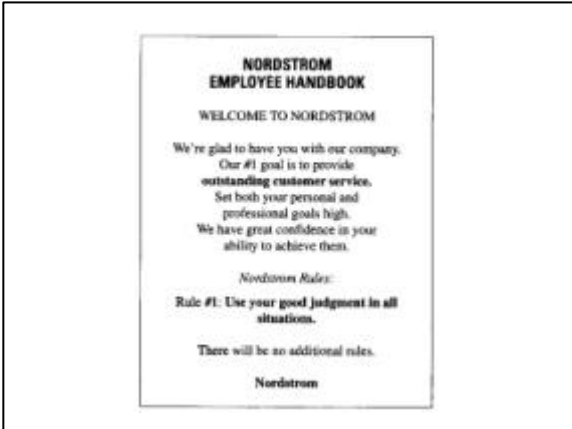 NORDSTROM
EMPLOYEE HANDBOOK
WELCOME TO NORDSTROM
We're glad to have you with our company.
Our #1 goal is to provide
outstanding customer service.
Set both your personal and
professional goals high.
We have great confidence in your
ability to achieve them.
Nordstrom Rules:
Rule #1: Use your good judgment in all
situations.
There will be no additional rules.
Nordstrom